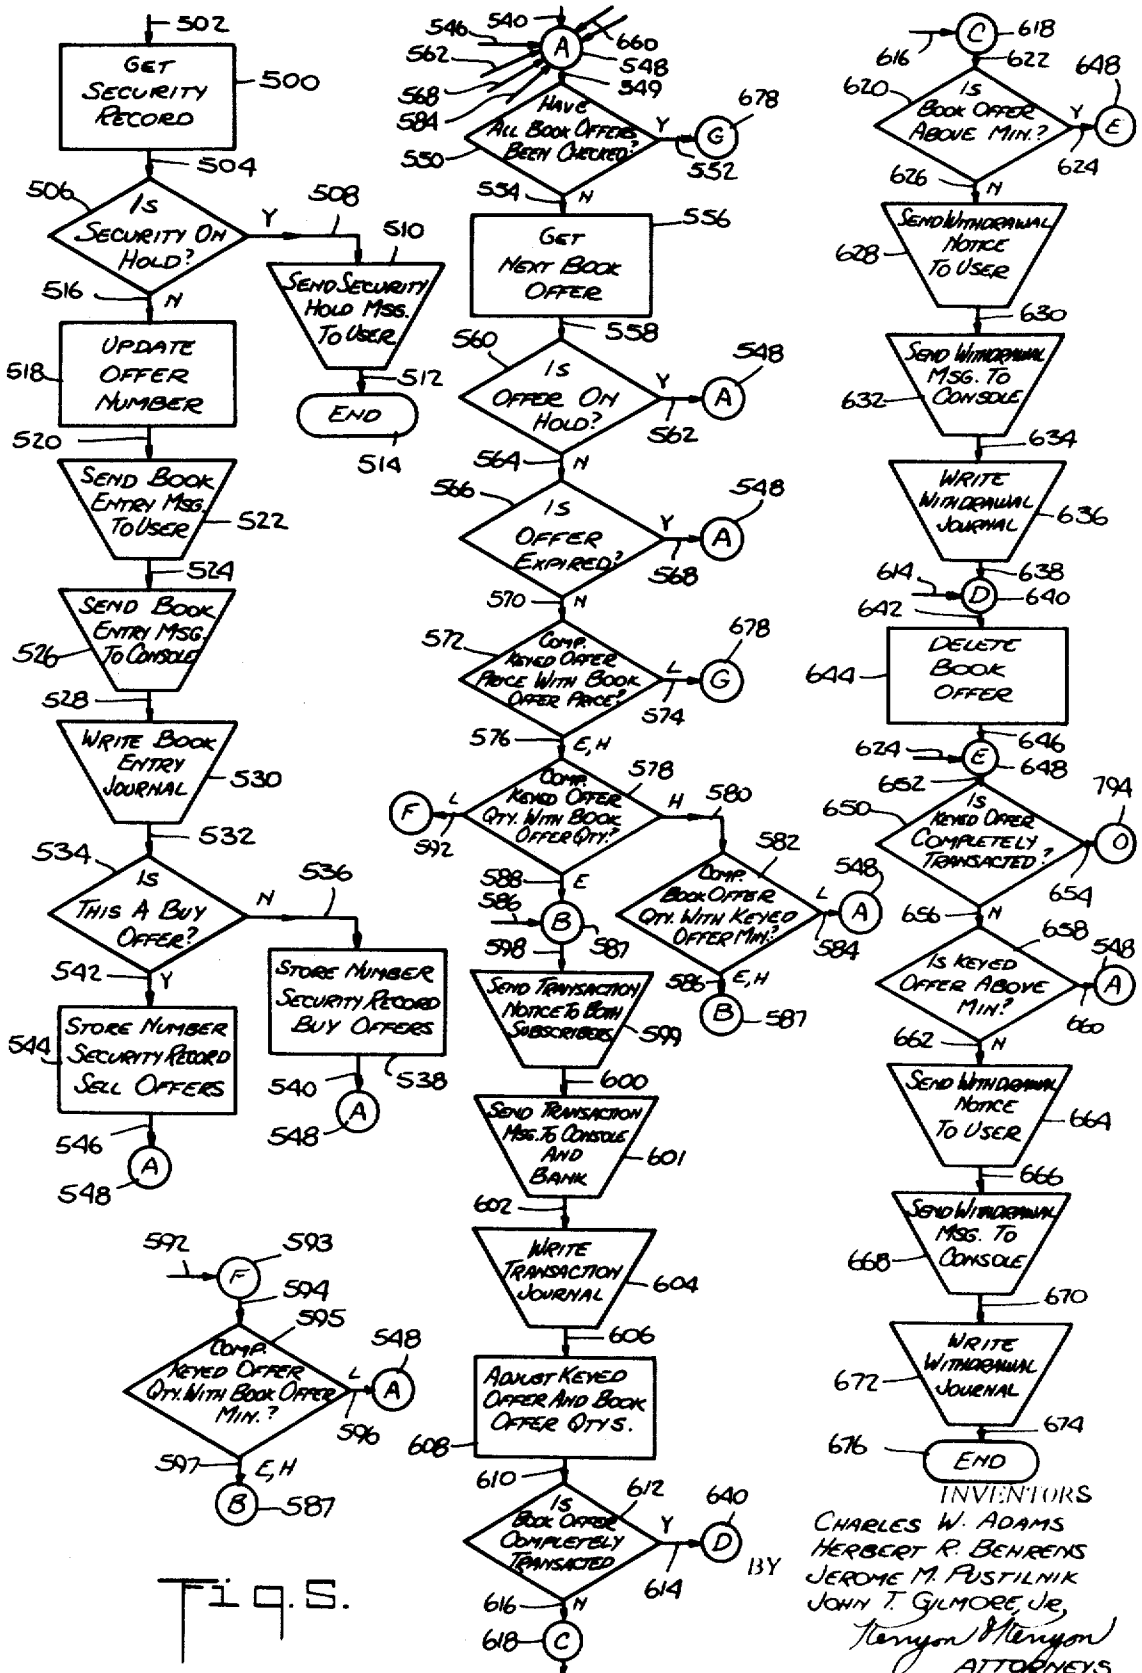 502
GET
SECURITY
RECORD
500
504
506
IS
SECURITY ON
HOLD?
Y
508
510
SEND SECURITY
HOLD MSG.
TO USER
512
END
514
516
N
UPDATE
OFFER
NUMBER
518
520
SEND BOOK
ENTRY MSG.
TO USER
522
524
SEND BOOK
ENTRY MSG.
TO CONSOLE
526
528
WRITE BOOK
ENTRY
JOURNAL
530
532
534
IS
THIS A BUY
OFFER?
N
536
STORE NUMBER
SECURITY RECORD
BUY OFFERS
538
540
A
548
542
Y
STORE NUMBER
SECURITY RECORD
SELL OFFERS
544
546
A
548
592
F
593
594
595
COMP.
KEYED OFFER
QTY. WITH BOOK OFFER
MIN.?
L
596
A
548
597
E, H
B
587
Fig. 5.
540
546
660
562
A
548
568
584
549
HAVE
ALL BOOK OFFERS
BEEN CHECKED?
550
Y
552
G
678
554
N
556
GET
NEXT BOOK
OFFER
558
560
IS
OFFER ON
HOLD?
Y
562
A
548
564
N
566
IS
OFFER
EXPIRED?
Y
568
A
548
570
N
572
COMP.
KEYED OFFER
PRICE WITH BOOK
OFFER PRICE?
L
574
G
678
576
E, H
578
COMP.
KEYED OFFER
QTY. WITH BOOK
OFFER QTY.?
L
592
F
H
580
582
COMP.
BOOK OFFER
QTY. WITH KEYED
OFFER MIN.?
L
584
A
548
586
E, H
B
587
588
E
586
B
587
598
SEND TRANSACTION
NOTICE TO BOTH
SUBSCRIBERS
599
600
SEND TRANSACTION
MSG. TO CONSOLE
AND
BANK
601
602
WRITE
TRANSACTION
JOURNAL
604
606
ADJUST KEYED
OFFER AND BOOK
OFFER QTYS.
608
610
612
IS
BOOK OFFER
COMPLETELY
TRANSACTED
Y
614
D
640
616
N
618
C
C
618
616
622
620
IS
BOOK OFFER
ABOVE MIN.?
Y
624
E
648
626
N
SEND WITHDRAWAL
NOTICE
TO USER
628
630
SEND WITHDRAWAL
MSG. TO
CONSOLE
632
634
WRITE
WITHDRAWAL
JOURNAL
636
638
614
D
640
642
DELETE
BOOK
OFFER
644
646
624
E
648
652
650
IS
KEYED OFFER
COMPLETELY
TRANSACTED?
654
O
794
656
N
658
IS KEYED
OFFER ABOVE
MIN?
Y
660
A
548
662
N
SEND WITHDRAWAL
NOTICE
TO USER
664
666
SEND WITHDRAWAL
MSG. TO
CONSOLE
668
670
WRITE
WITHDRAWAL
JOURNAL
672
674
676
END
INVENTORS
CHARLES W. ADAMS
HERBERT R. BEHRENS
JEROME M. PUSTILNIK
JOHN T. GILMORE, JR,
BY
Kenyon & Kenyon
ATTORNEYS